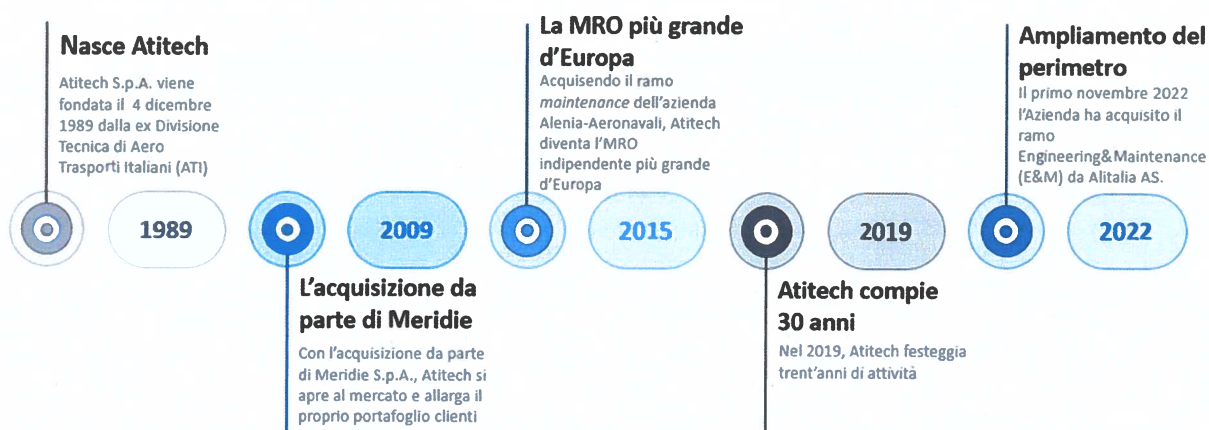 Nasce Atitech
Atitech S.p.A. viene
fondata il 4 dicembre
1989 dalla ex Divisione
Tecnica di Aero
Trasporti Italiani (ATI)
1989
2009
L'acquisizione da
parte di Meridie
Con l'acquisizione da parte
di Meridie S.p.A., Atitech si
apre al mercato e allarga il
proprio portafoglio clienti
La MRO più grande
d'Europa
Acquisendo il ramo
maintenance dell'azienda
Alenia-Aeronavali, Atitech
diventa l'MRO
indipendente più grande
d'Europa
2015
2019
Atitech compie
30 anni
Nel 2019, Atitech festeggia
trent'anni di attività
Ampliamento del
perimetro
Il primo novembre 2022
l'Azienda ha acquisito il
ramo
Engineering&Maintenance
(E&M) da Alitalia AS.
2022